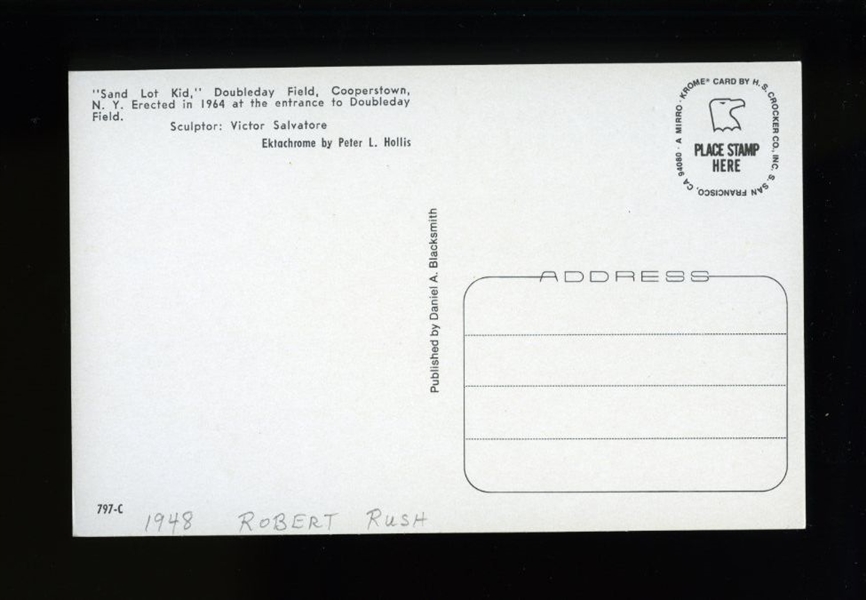 "Sand Lot Kid," Doubleday Field, Cooperstown,
N. Y. Erected in 1964 at the entrance to Doubleday
Field.
Sculptor: Victor Salvatore
Ektachrome by Peter L. Hollis
A MIRRO-KROME® CARD BY H. S. CROCKER CO., INC. S. SAN FRANCISCO, CA. 94080 ·
PLACE STAMP
HERE
Published by Daniel A. Blacksmith
ADDRESS
797-C
1948 ROBERT RUSH